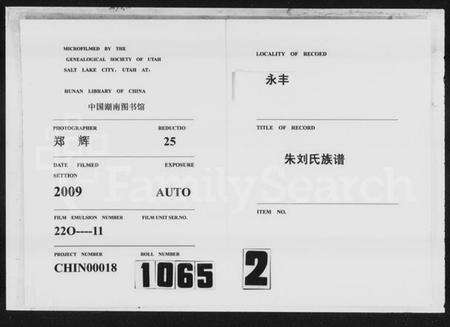 MICROFILMED BY THE
GENEALOGICAL SOCIETY OF UTAH
SALT LAKE CITY, UTAH AT:
HUNAN LIBRARY OF CHINA
中国湖南图书馆
PHOTOGRAPHER REDUCTIO
郑 辉 25
DATE FILMED EXPOSURE
SETTION
2009 AUTO
FILM EMULSION NUMBER FILM UNIT SER.NO.
22O----11
PROJECT NUMBER ROLL NUMBER
CHIN00018 1065 2
LOCALITY OF RECOED
永丰
TITLE OF RECORD
朱刘氏族谱
ITEM NO.
FamilySearch